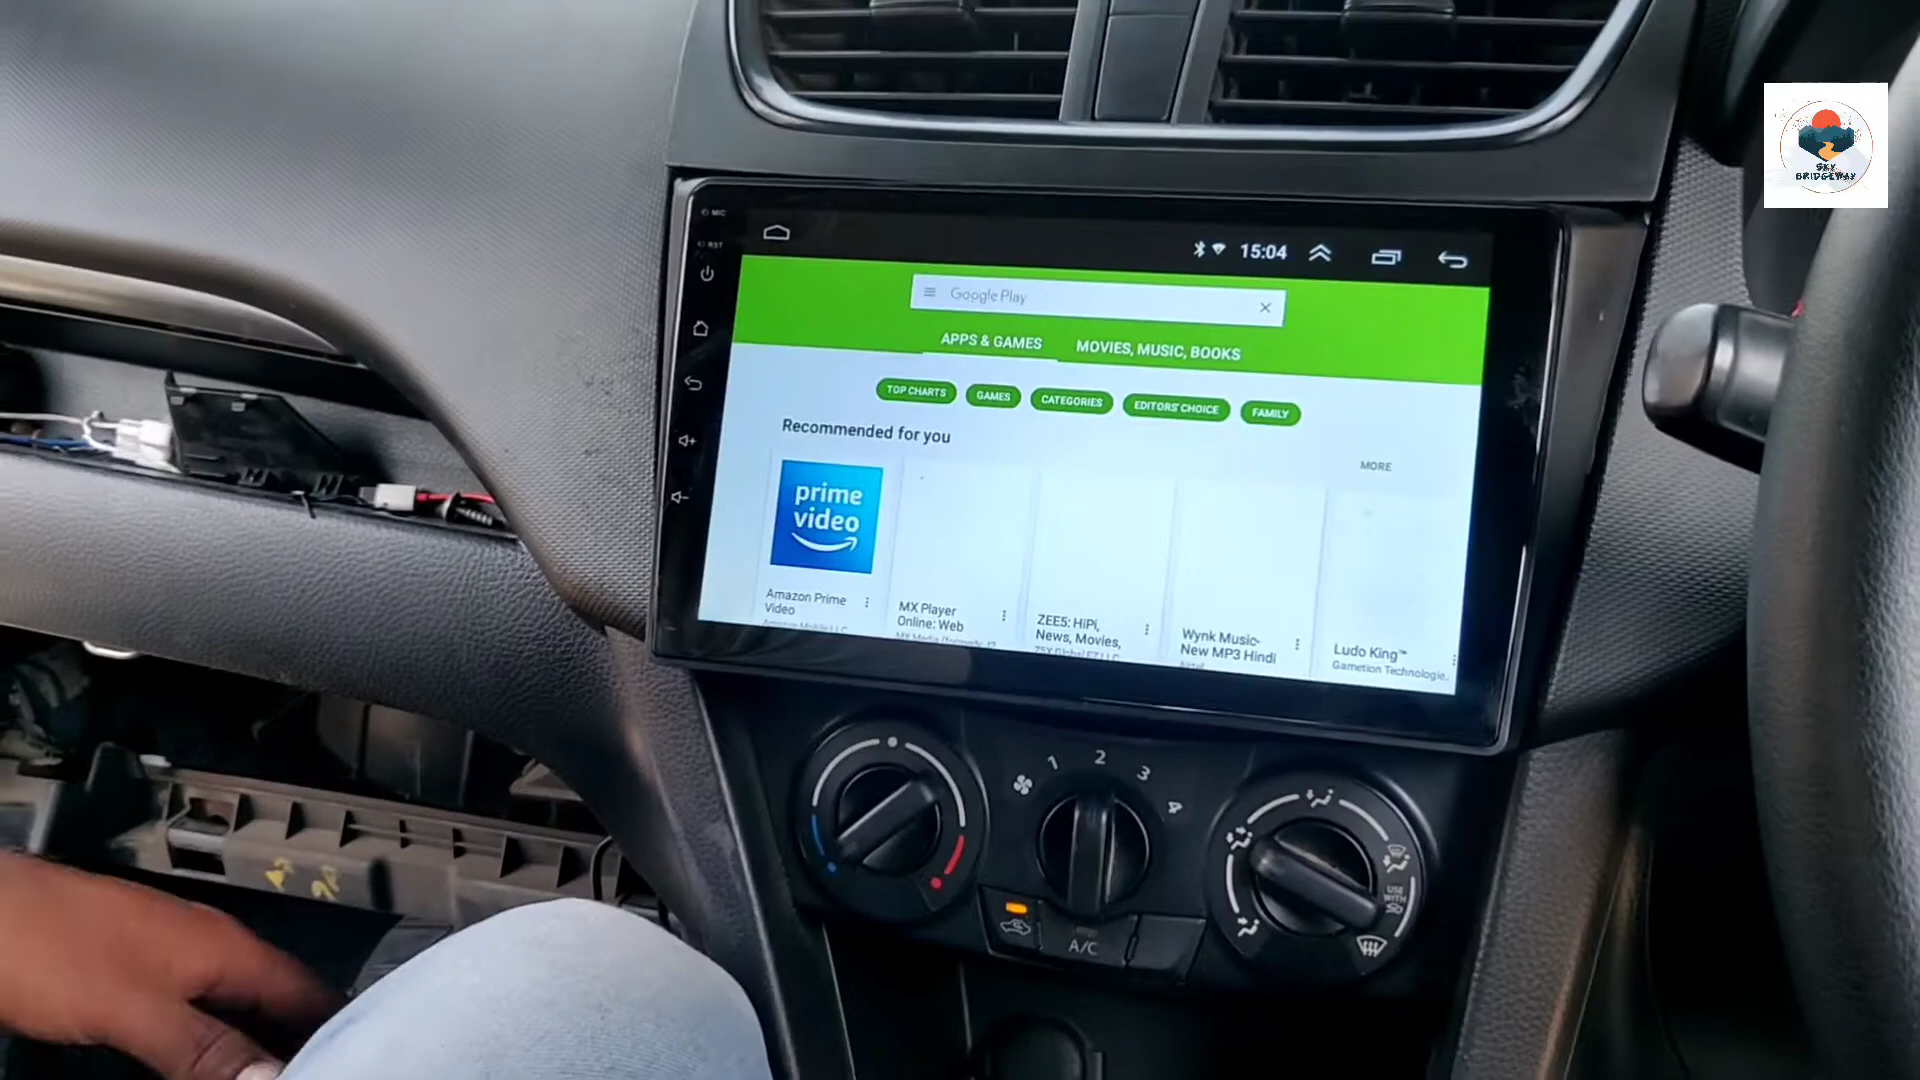 SKY
BRIDGEWAY
MIC
RST
15:04
Google Play
APPS & GAMES
MOVIES, MUSIC, BOOKS
TOP CHARTS
GAMES
CATEGORIES
EDITORS' CHOICE
FAMILY
Recommended for you
MORE
prime
video
Amazon Prime
Video
MX Player
Online: Web
ZEE5: HiPi,
News, Movies,
Wynk Music-
New MP3 Hindi
Airtel
Ludo King™
Gametion Technologie.
1
2
3
4
A/C
USE
WITH